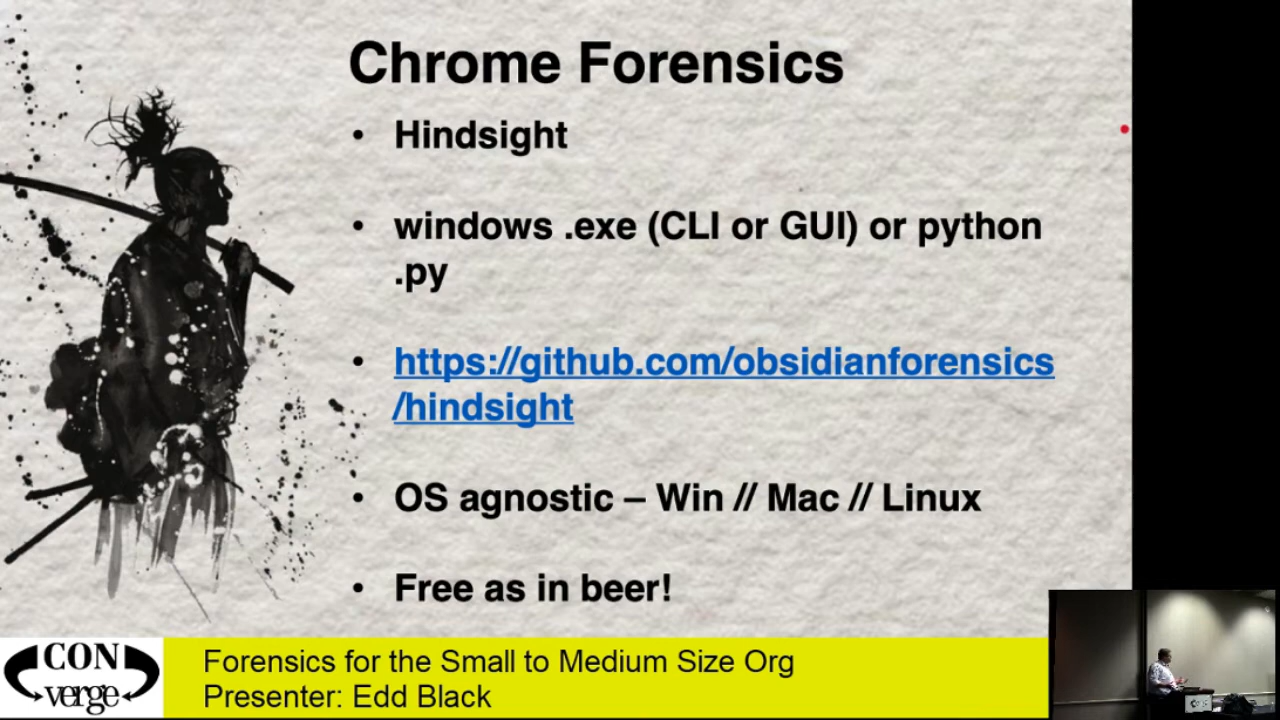 Chrome Forensics
• Hindsight
• windows .exe (CLI or GUI) or python
.py
• https://github.com/obsidianforensics
/hindsight
• OS agnostic – Win // Mac // Linux
• Free as in beer!
CON
verge
Forensics for the Small to Medium Size Org
Presenter: Edd Black